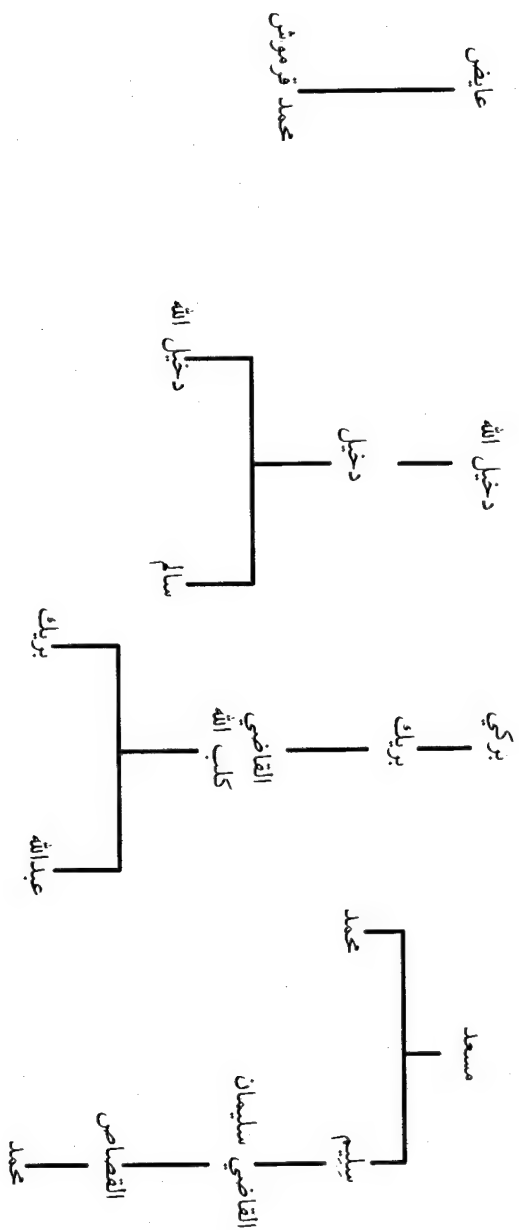 مسعد
محمد
سليم
القاضي سليمان
القصاص
محمد
بركي
بريك
القاضي
كلب الله
عبدالله
بريك
دخيل الله
دخيل
سالم
دخيل الله
عايض
محمد قرموش